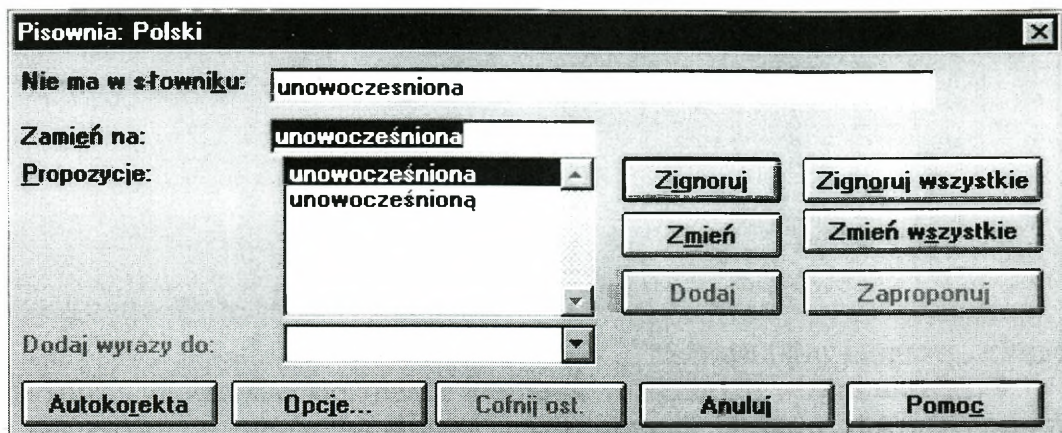 Pisownia: Polski
Nie ma w słowniku: unowoczesniona
Zamień na: unowocześniona
Propozycje: unowocześniona
unowocześnioną
Zignoruj Zignoruj wszystkie
Zmień Zmień wszystkie
Dodaj Zaproponuj
Dodaj wyrazy do:
Autokorekta Opcje... Cofnij ost. Anuluj Pomoc